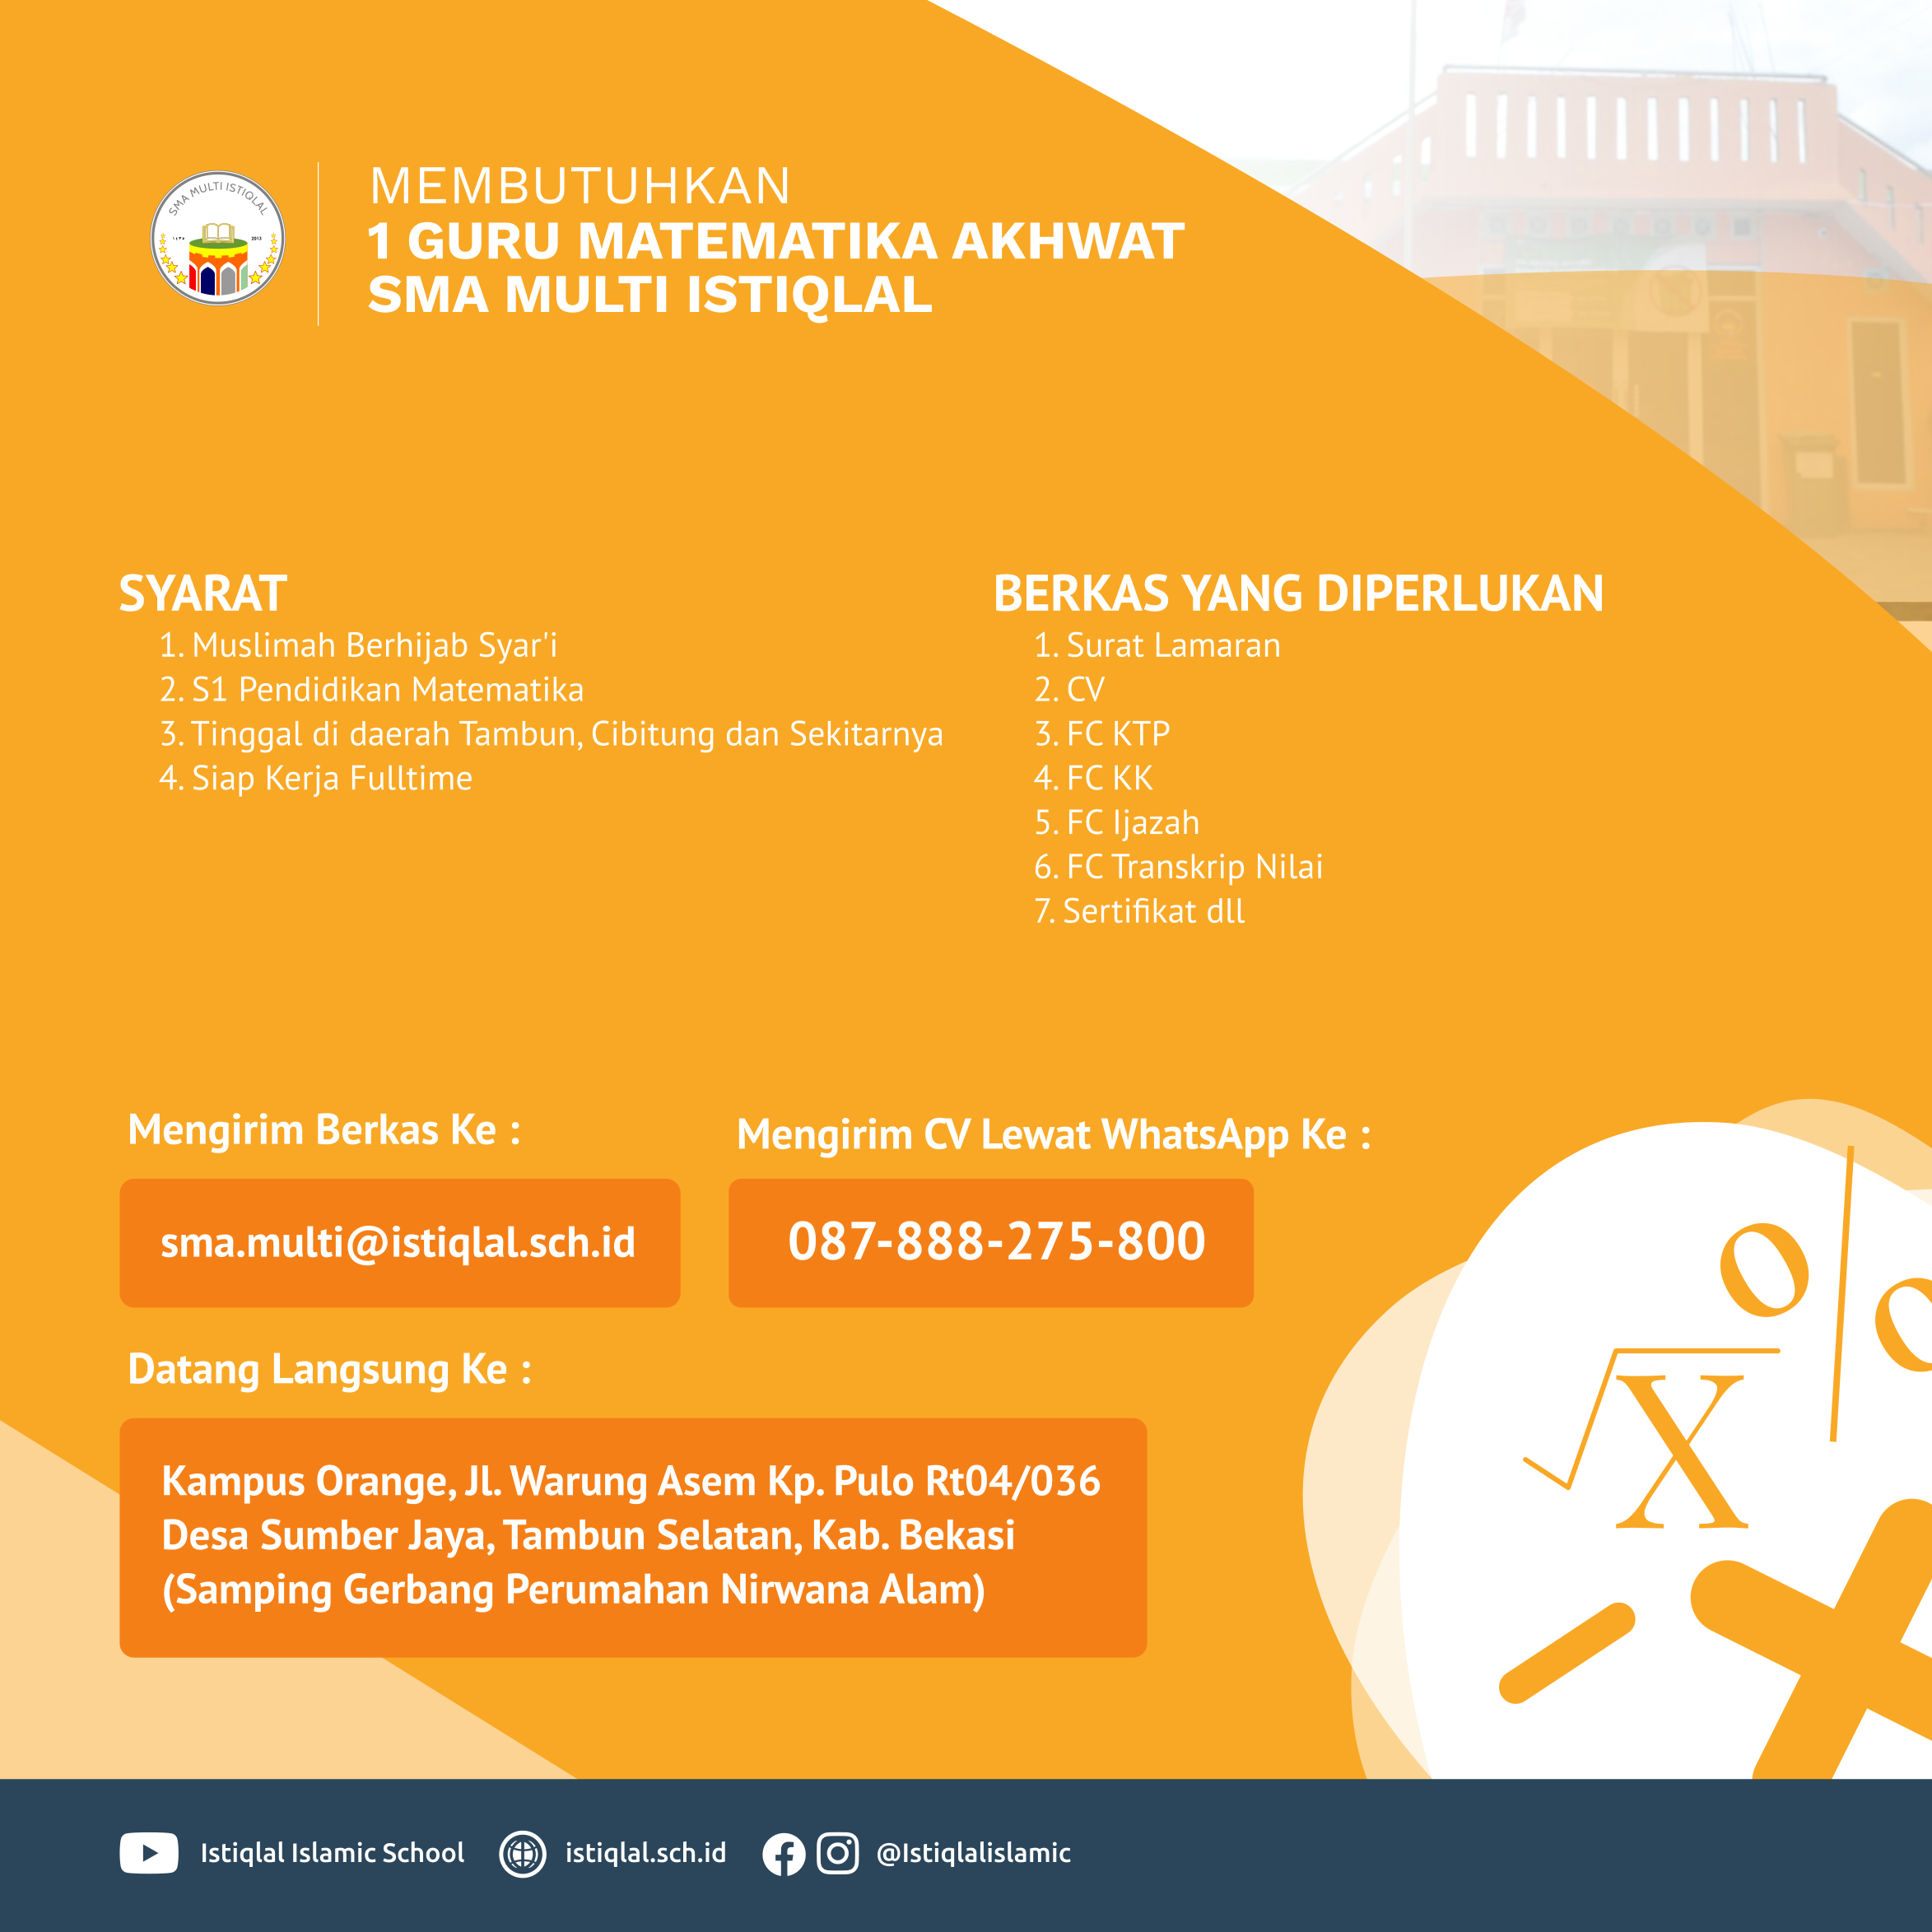 SMA MULTI ISTIQLAL
2013
MEMBUTUHKAN
1 GURU MATEMATIKA AKHWAT
SMA MULTI ISTIQLAL
SYARAT
1. Muslimah Berhijab Syar'i
2. S1 Pendidikan Matematika
3. Tinggal di daerah Tambun, Cibitung dan Sekitarnya
4. Siap Kerja Fulltime
BERKAS YANG DIPERLUKAN
1. Surat Lamaran
2. CV
3. FC KTP
4. FC KK
5. FC Ijazah
6. FC Transkrip Nilai
7. Sertifikat dll
Mengirim Berkas Ke :
sma.multi@istiqlal.sch.id
Mengirim CV Lewat WhatsApp Ke :
087-888-275-800
Datang Langsung Ke :
Kampus Orange, Jl. Warung Asem Kp. Pulo Rt04/036
Desa Sumber Jaya, Tambun Selatan, Kab. Bekasi
(Samping Gerbang Perumahan Nirwana Alam)
%
√X
Istiqlal Islamic School
istiqlal.sch.id
@Istiqlalislamic